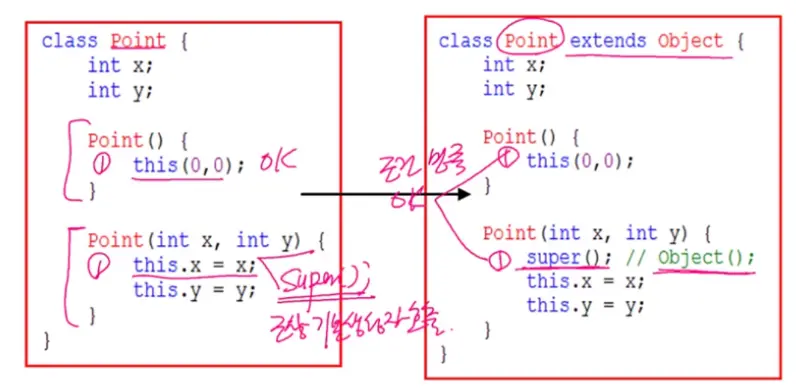 class Point {
int x;
int y;
Point() {
① this(0,0); OK
}
Point(int x, int y) {
① this.x = x;
super();
this.y = y;
조상 기본생성자 호출.
}
}
조건 만족
OK
class Point extends Object {
int x;
int y;
Point() {
① this(0,0);
}
Point(int x, int y) {
① super(); // Object();
this.x = x;
this.y = y;
}
}